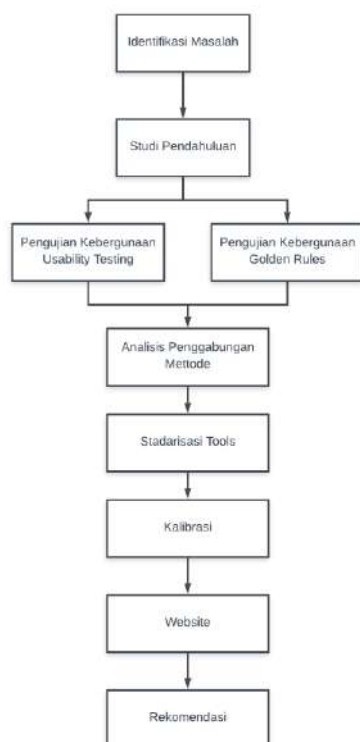 Identifikasi Masalah
Studi Pendahuluan
Pengujian Kebergunaan
Usability Testing
Pengujian Kebergunaan
Golden Rules
Analisis Penggabungan
Mettode
Stadarisasi Tools
Kalibrasi
Website
Rekomendasi